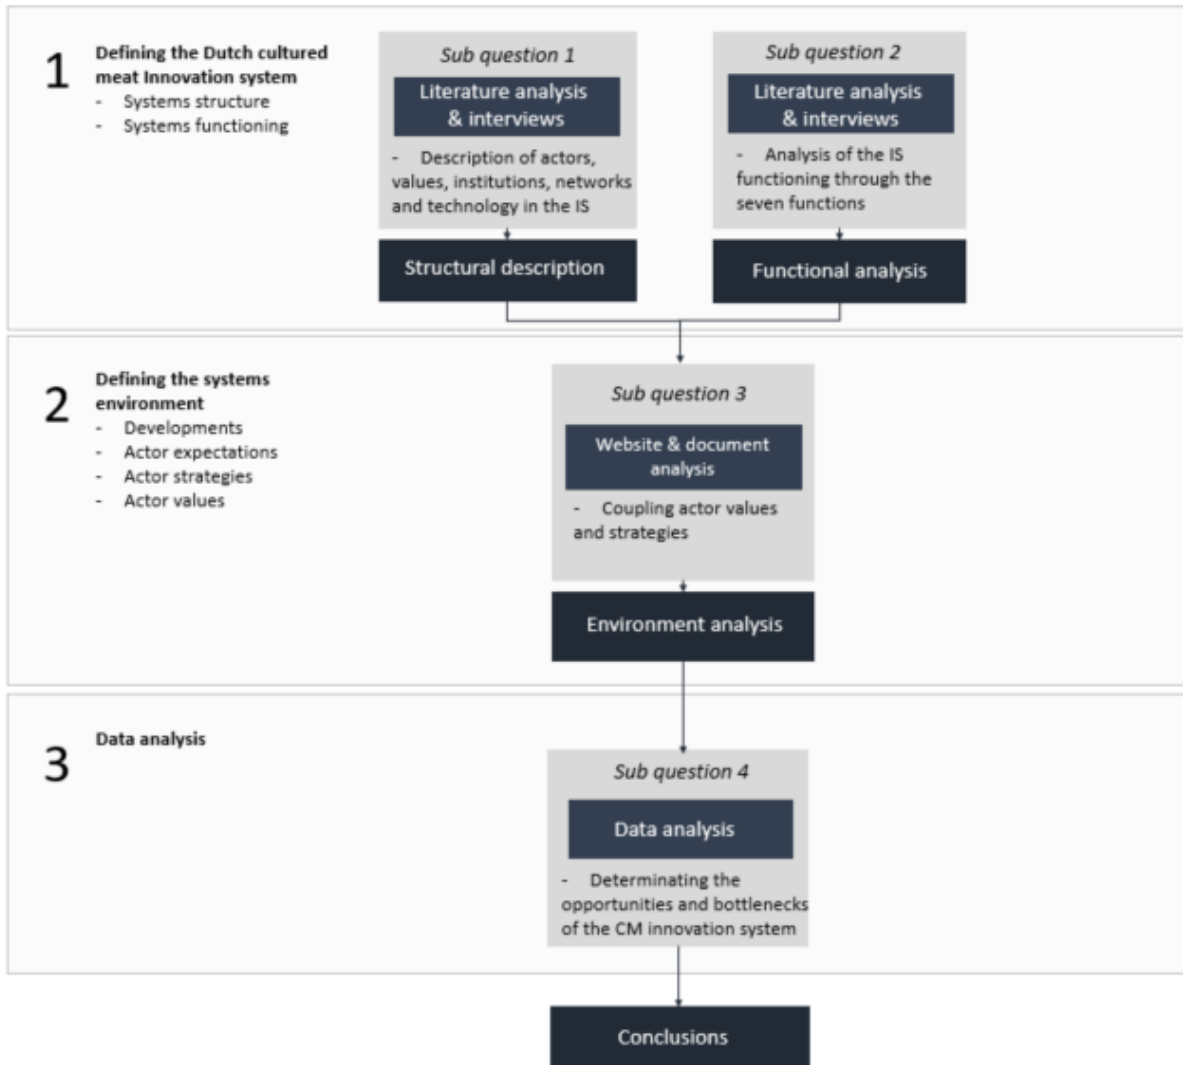 1
Defining the Dutch cultured
meat Innovation system
- Systems structure
- Systems functioning
Sub question 1
Literature analysis
& interviews
- Description of actors,
values, institutions, networks
and technology in the IS
Structural description
Sub question 2
Literature analysis
& interviews
- Analysis of the IS
functioning through the
seven functions
Functional analysis
2
Defining the systems
environment
- Developments
- Actor expectations
- Actor strategies
- Actor values
Sub question 3
Website & document
analysis
- Coupling actor values
and strategies
Environment analysis
3
Data analysis
Sub question 4
Data analysis
- Determinating the
opportunities and bottlenecks
of the CM innovation system
Conclusions